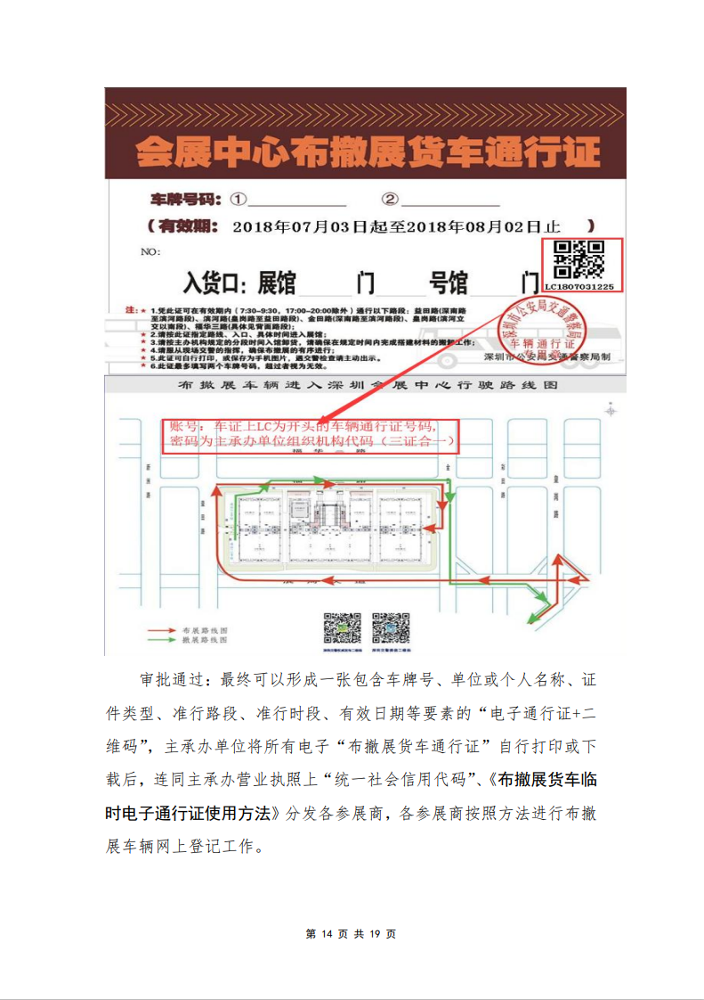 会展中心布撤展货车通行证
车牌号码：①________ ②________
（有效期： 2018年07月03日起至2018年08月02日止 ）
NO:
LC1807031225
入货口：展馆____门____号馆____门
注：★ 1.凭此证可在有效期内（7:30-9:30，17:00-20:00除外）通行以下路段：益田路(深南路
至滨河路段)、滨河路(皇岗路至益田路段)、金田路(深南路至滨河路段)、皇岗路(滨河立
交以南段)、福华三路(具体见背面路段);
★ 2.请按此证指定路线、入口、具体时间进入展馆;
★ 3.请按主办机构规定的分段时间入馆卸货，请确保在规定时间内完成搭建材料的搬卸工作;
★ 4.请服从现场交警的指挥，确保布撤展的有序进行;
★ 5.此证可自行打印，或保存为手机图片，遇交警检查请主动出示。
★ 6.此证最多填写两个车牌号码，超过者视为无效。
深圳市公安局交通警察局
车辆通行证
专用章
深圳市公安局交通警察局制
布撤展车辆进入深圳会展中心行驶路线图
账号：车证上LC为开头的车辆通行证号码，
密码为主承办单位组织机构代码（三证合一）
福华一路
新洲路
金
彩田路
皇岗路
益田路
滨河大道
布展路线图
撤展路线图
审批通过：最终可以形成一张包含车牌号、单位或个人名称、证
件类型、准行路段、准行时段、有效日期等要素的“电子通行证+二
维码”，主承办单位将所有电子“布撤展货车通行证”自行打印或下
载后，连同主承办营业执照上“统一社会信用代码”、《布撤展货车临
时电子通行证使用方法》分发各参展商，各参展商按照方法进行布撤
展车辆网上登记工作。
第 14 页 共 19 页